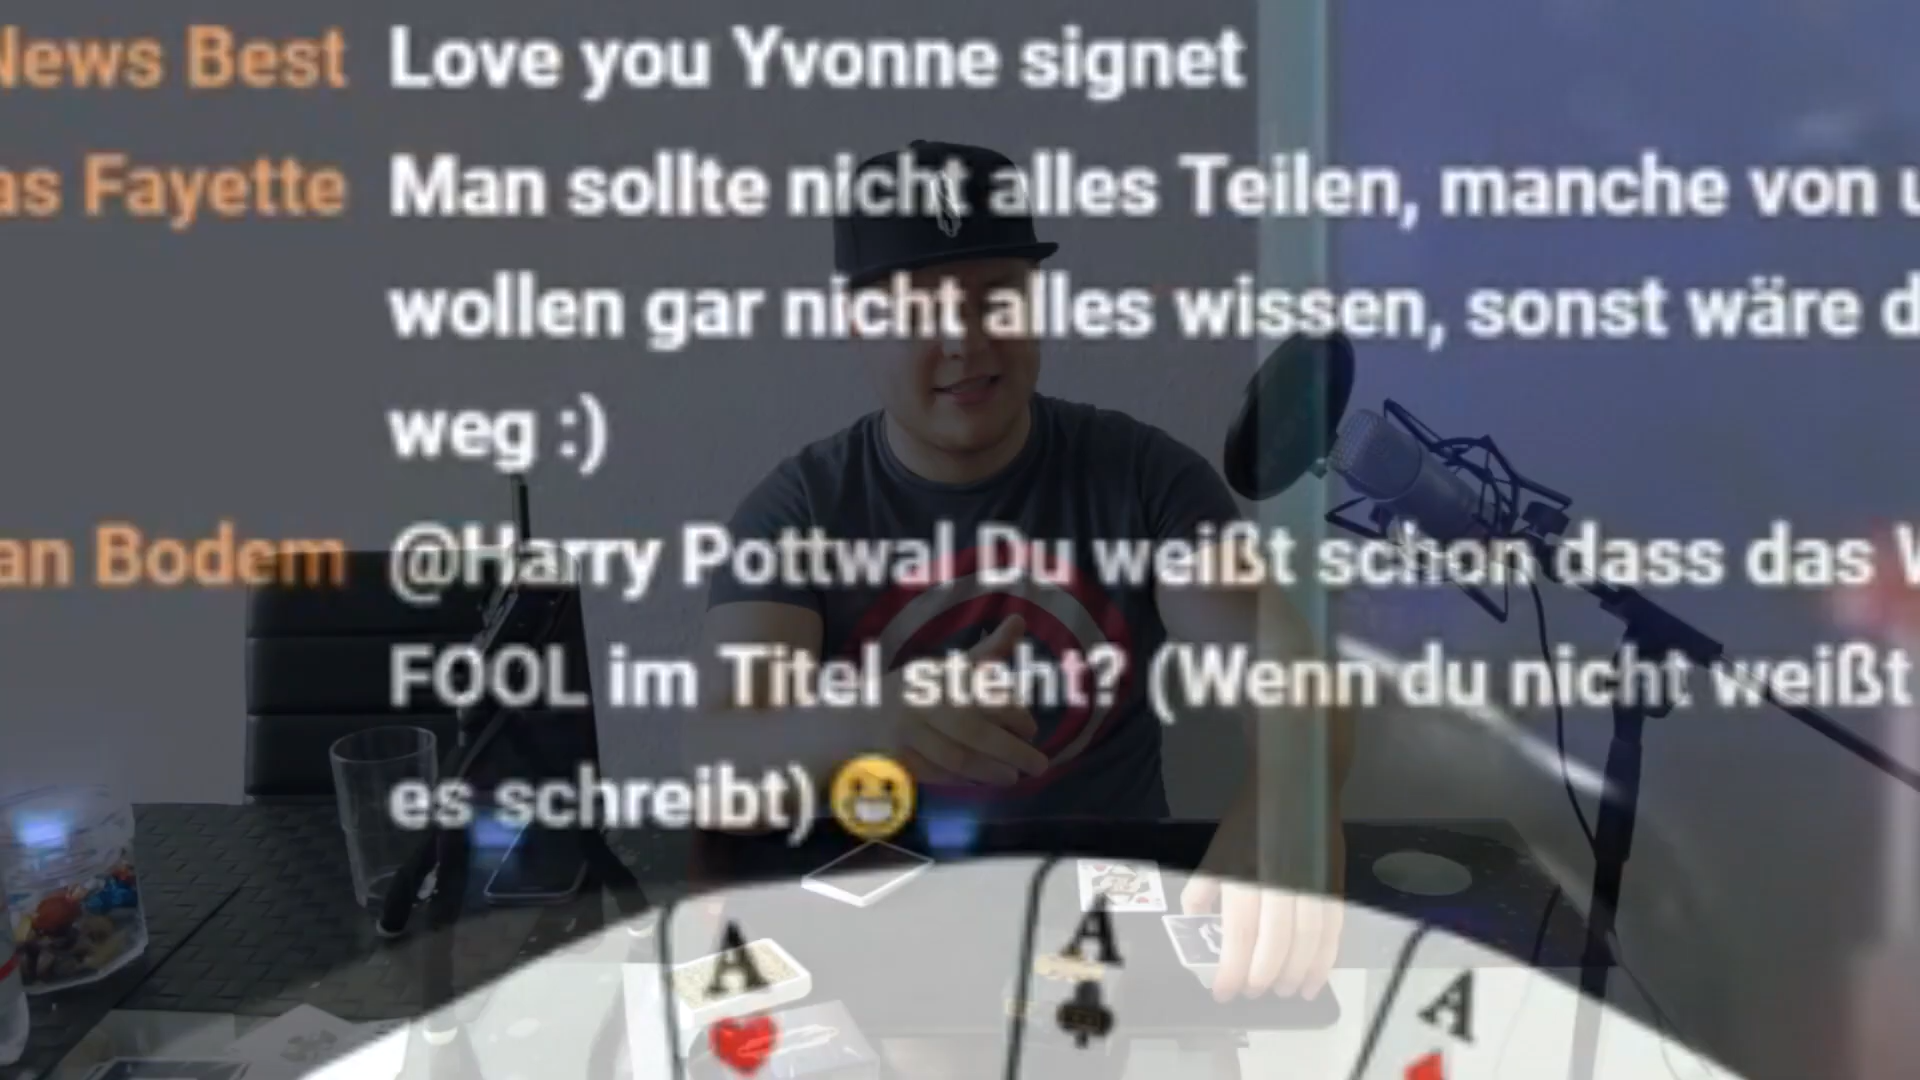 News Best Love you Yvonne signet
as Fayette Man sollte nicht alles Teilen, manche von
wollen gar nicht alles wissen, sonst wäre
weg :)
an Bodem @Harry Pottwal Du weißt schon dass das
FOOL im Titel steht? (Wenn du nicht weißt
es schreibt) 😀
A A A